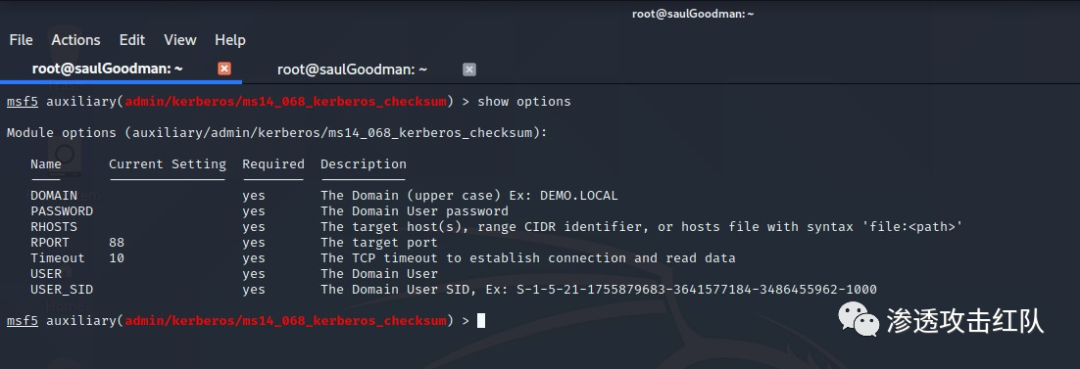 root@saulGoodman: ~
File Actions Edit View Help
root@saulGoodman: ~ root@saulGoodman: ~
msf5 auxiliary(admin/kerberos/ms14_068_kerberos_checksum) > show options
Module options (auxiliary/admin/kerberos/ms14_068_kerberos_checksum):
Name Current Setting Required Description
DOMAIN yes The Domain (upper case) Ex: DEMO.LOCAL
PASSWORD yes The Domain User password
RHOSTS yes The target host(s), range CIDR identifier, or hosts file with syntax 'file:<path>'
RPORT 88 yes The target port
Timeout 10 yes The TCP timeout to establish connection and read data
USER yes The Domain User
USER_SID yes The Domain User SID, Ex: S-1-5-21-1755879683-3641577184-3486455962-1000
msf5 auxiliary(admin/kerberos/ms14_068_kerberos_checksum) >
渗透攻击红队